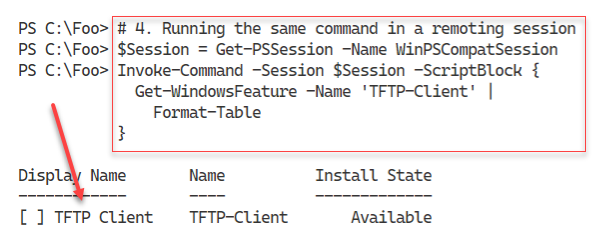 PS C:\Foo> # 4. Running the same command in a remoting session
PS C:\Foo> $Session = Get-PSSession -Name WinPSCompatSession
PS C:\Foo> Invoke-Command -Session $Session -ScriptBlock {
Get-WindowsFeature -Name 'TFTP-Client' |
Format-Table
}
Display Name Name Install State
------------ ---- -------------
[ ] TFTP Client TFTP-Client Available